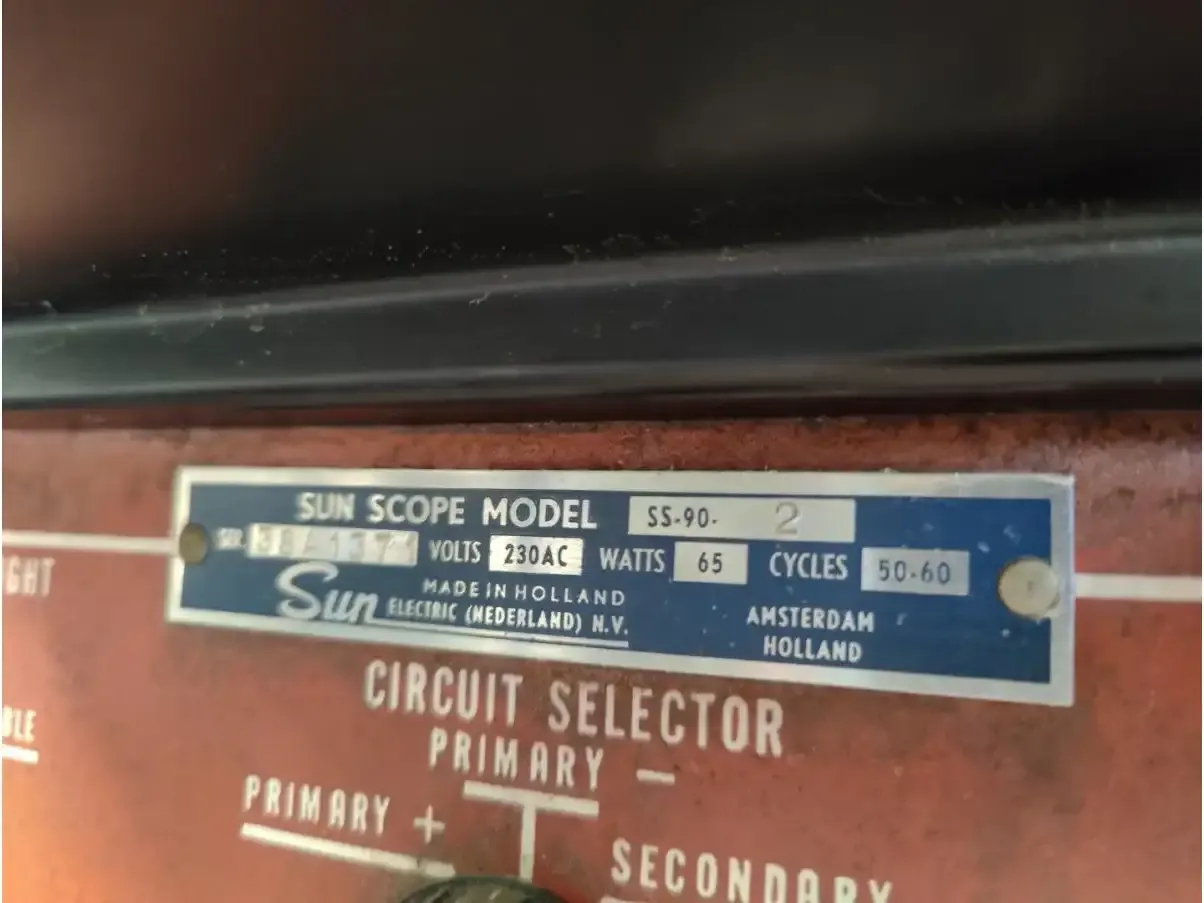 SUN SCOPE MODEL SS-90- 2
VOLTS 230AC WATTS 65 CYCLES 50-60
MADE IN HOLLAND
Sun ELECTRIC (NEDERLAND) N.V.
AMSTERDAM
HOLLAND
CIRCUIT SELECTOR
PRIMARY -
PRIMARY +
SECONDARY